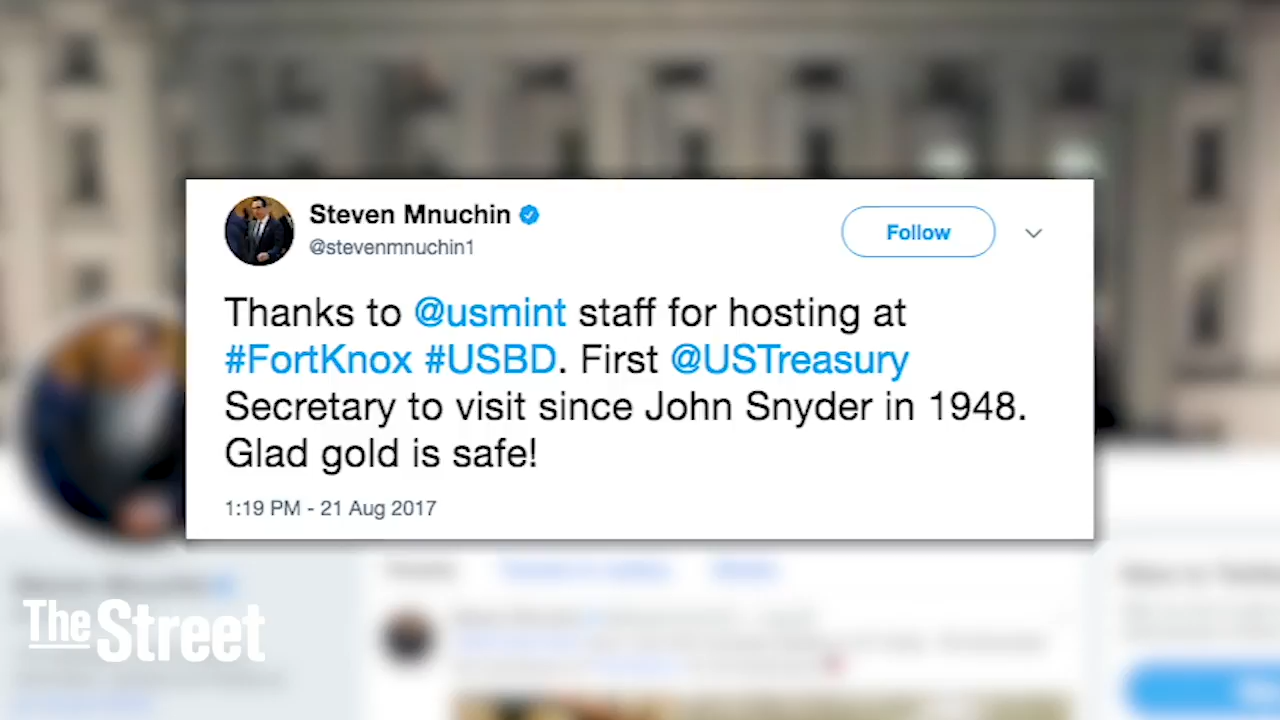 Steven Mnuchin
@stevenmnuchin1
Follow
Thanks to @usmint staff for hosting at
#FortKnox #USBD. First @USTreasury
Secretary to visit since John Snyder in 1948.
Glad gold is safe!
1:19 PM - 21 Aug 2017
TheStreet